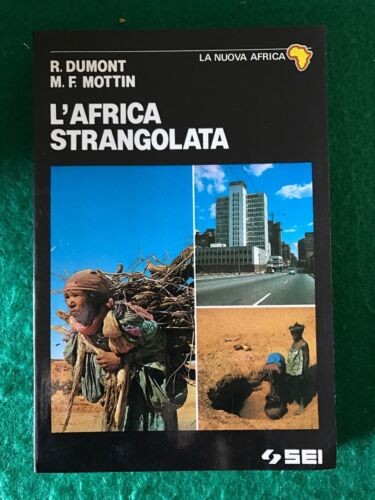 R. DUMONT
M. F. MOTTIN
LA NUOVA AFRICA
L'AFRICA
STRANGOLATA
SEI